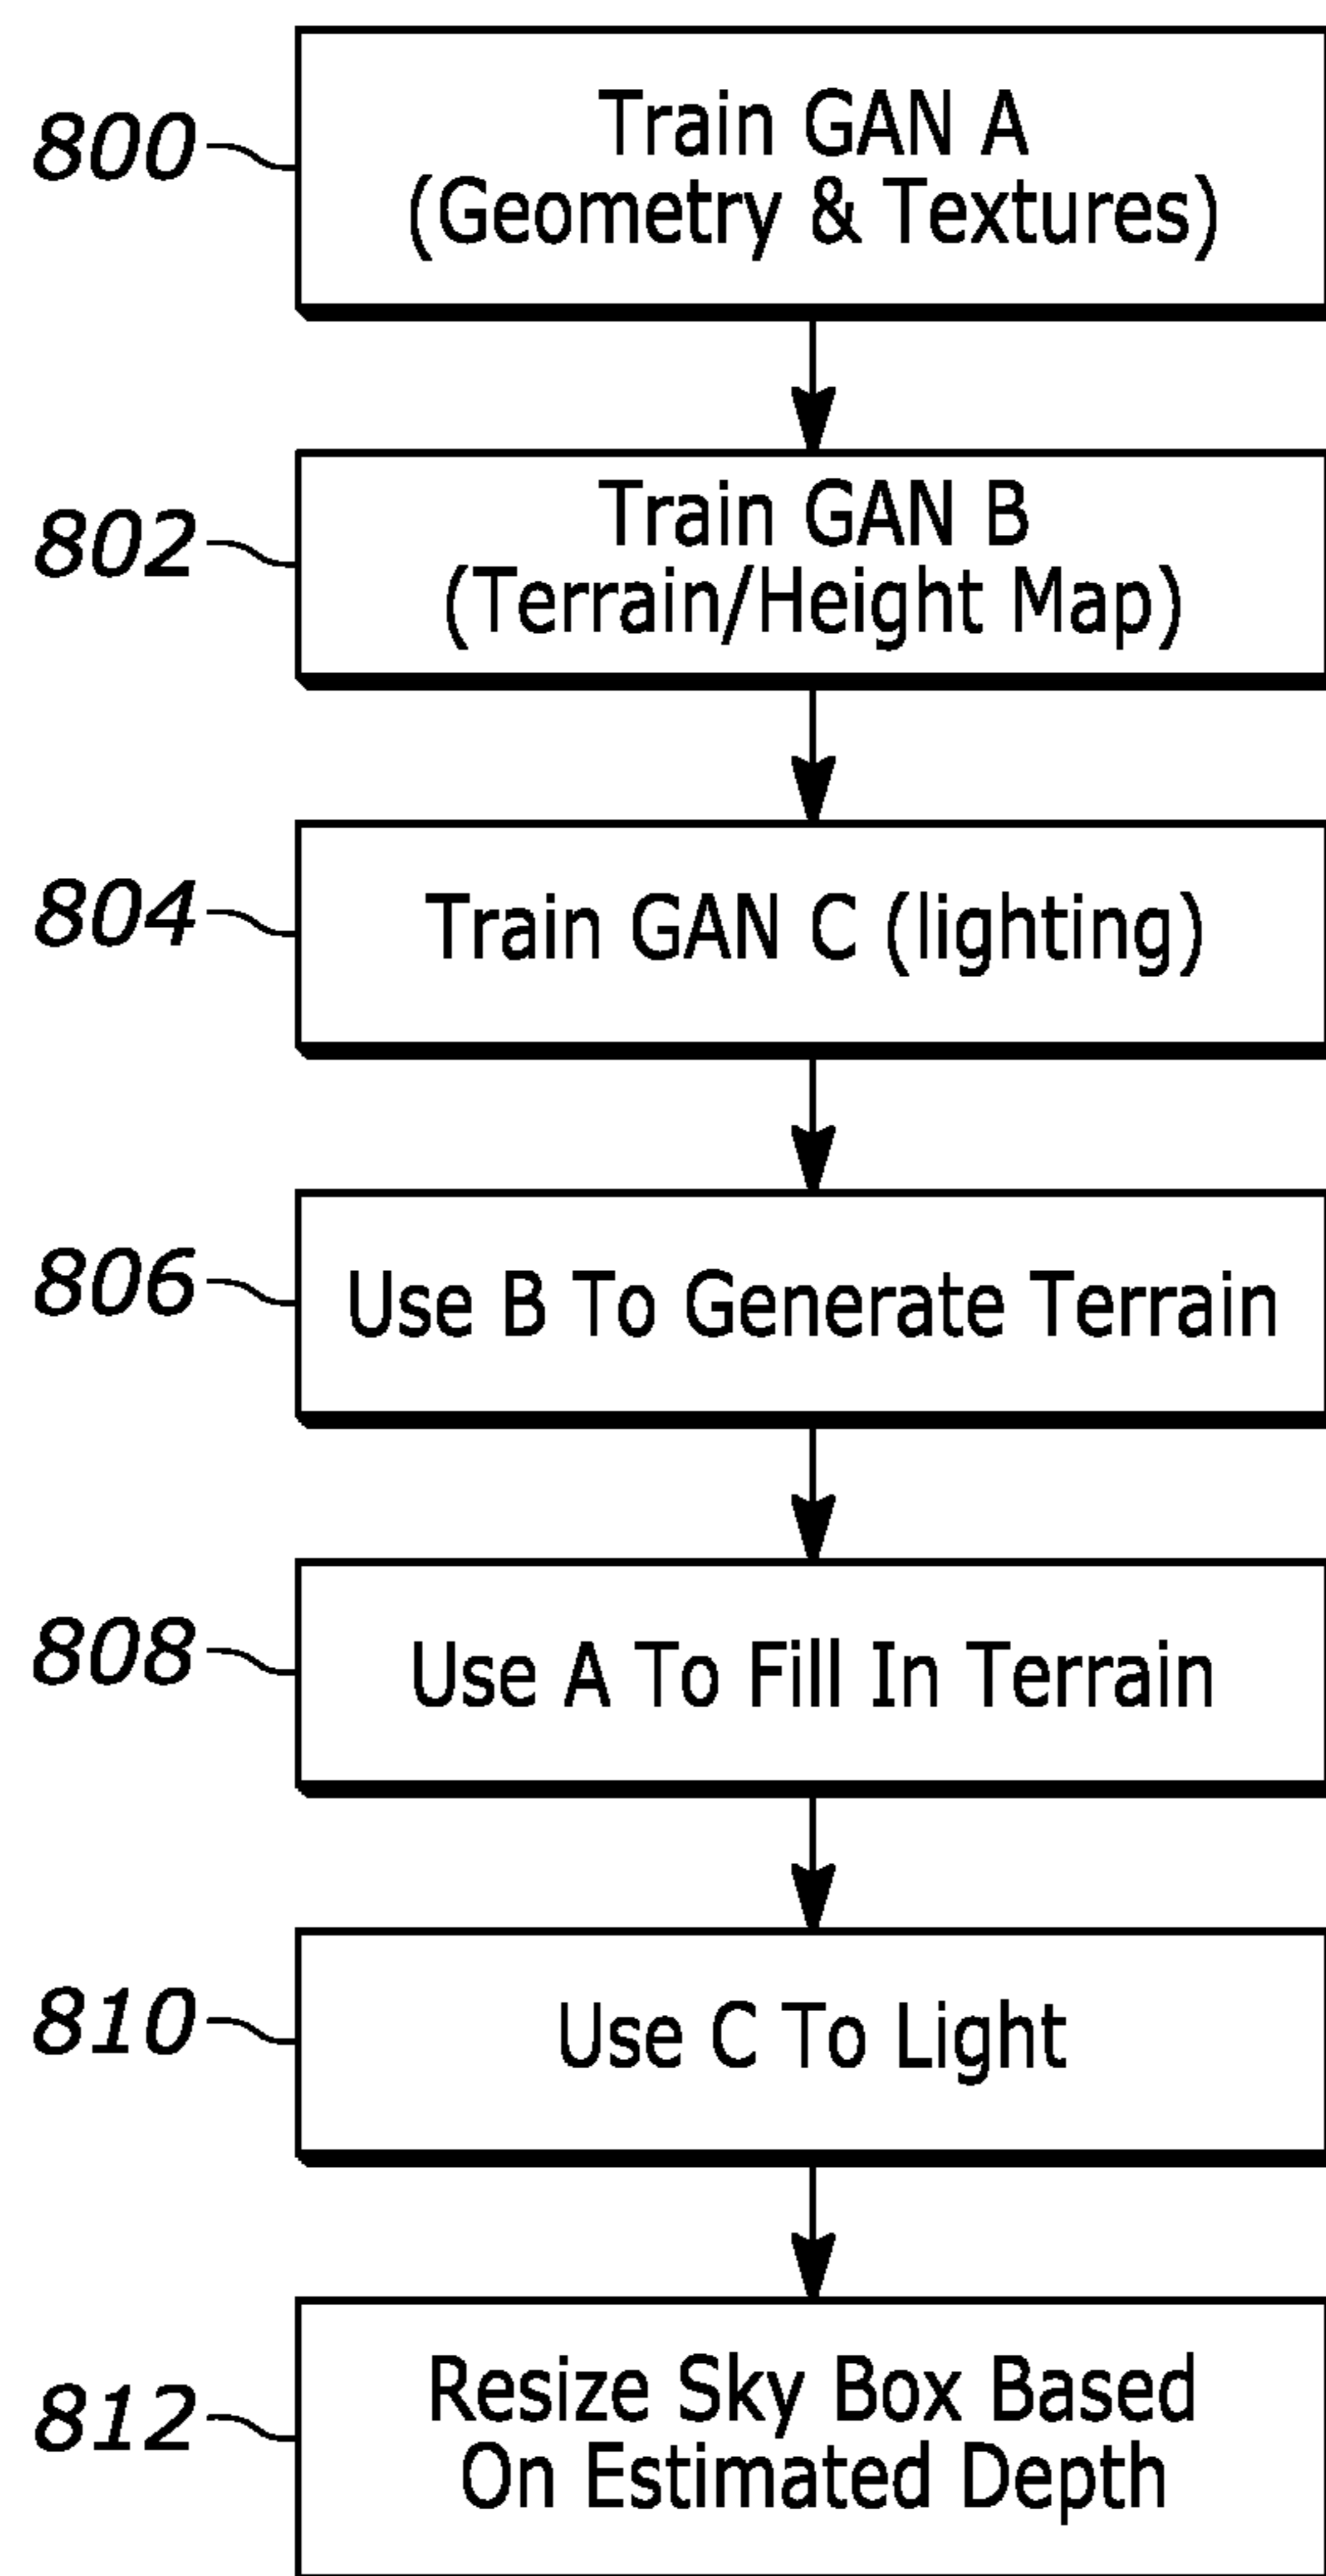 800
Train GAN A
(Geometry & Textures)
802
Train GAN B
(Terrain/Height Map)
804
Train GAN C (lighting)
806
Use B To Generate Terrain
808
Use A To Fill In Terrain
810
Use C To Light
812
Resize Sky Box Based
On Estimated Depth